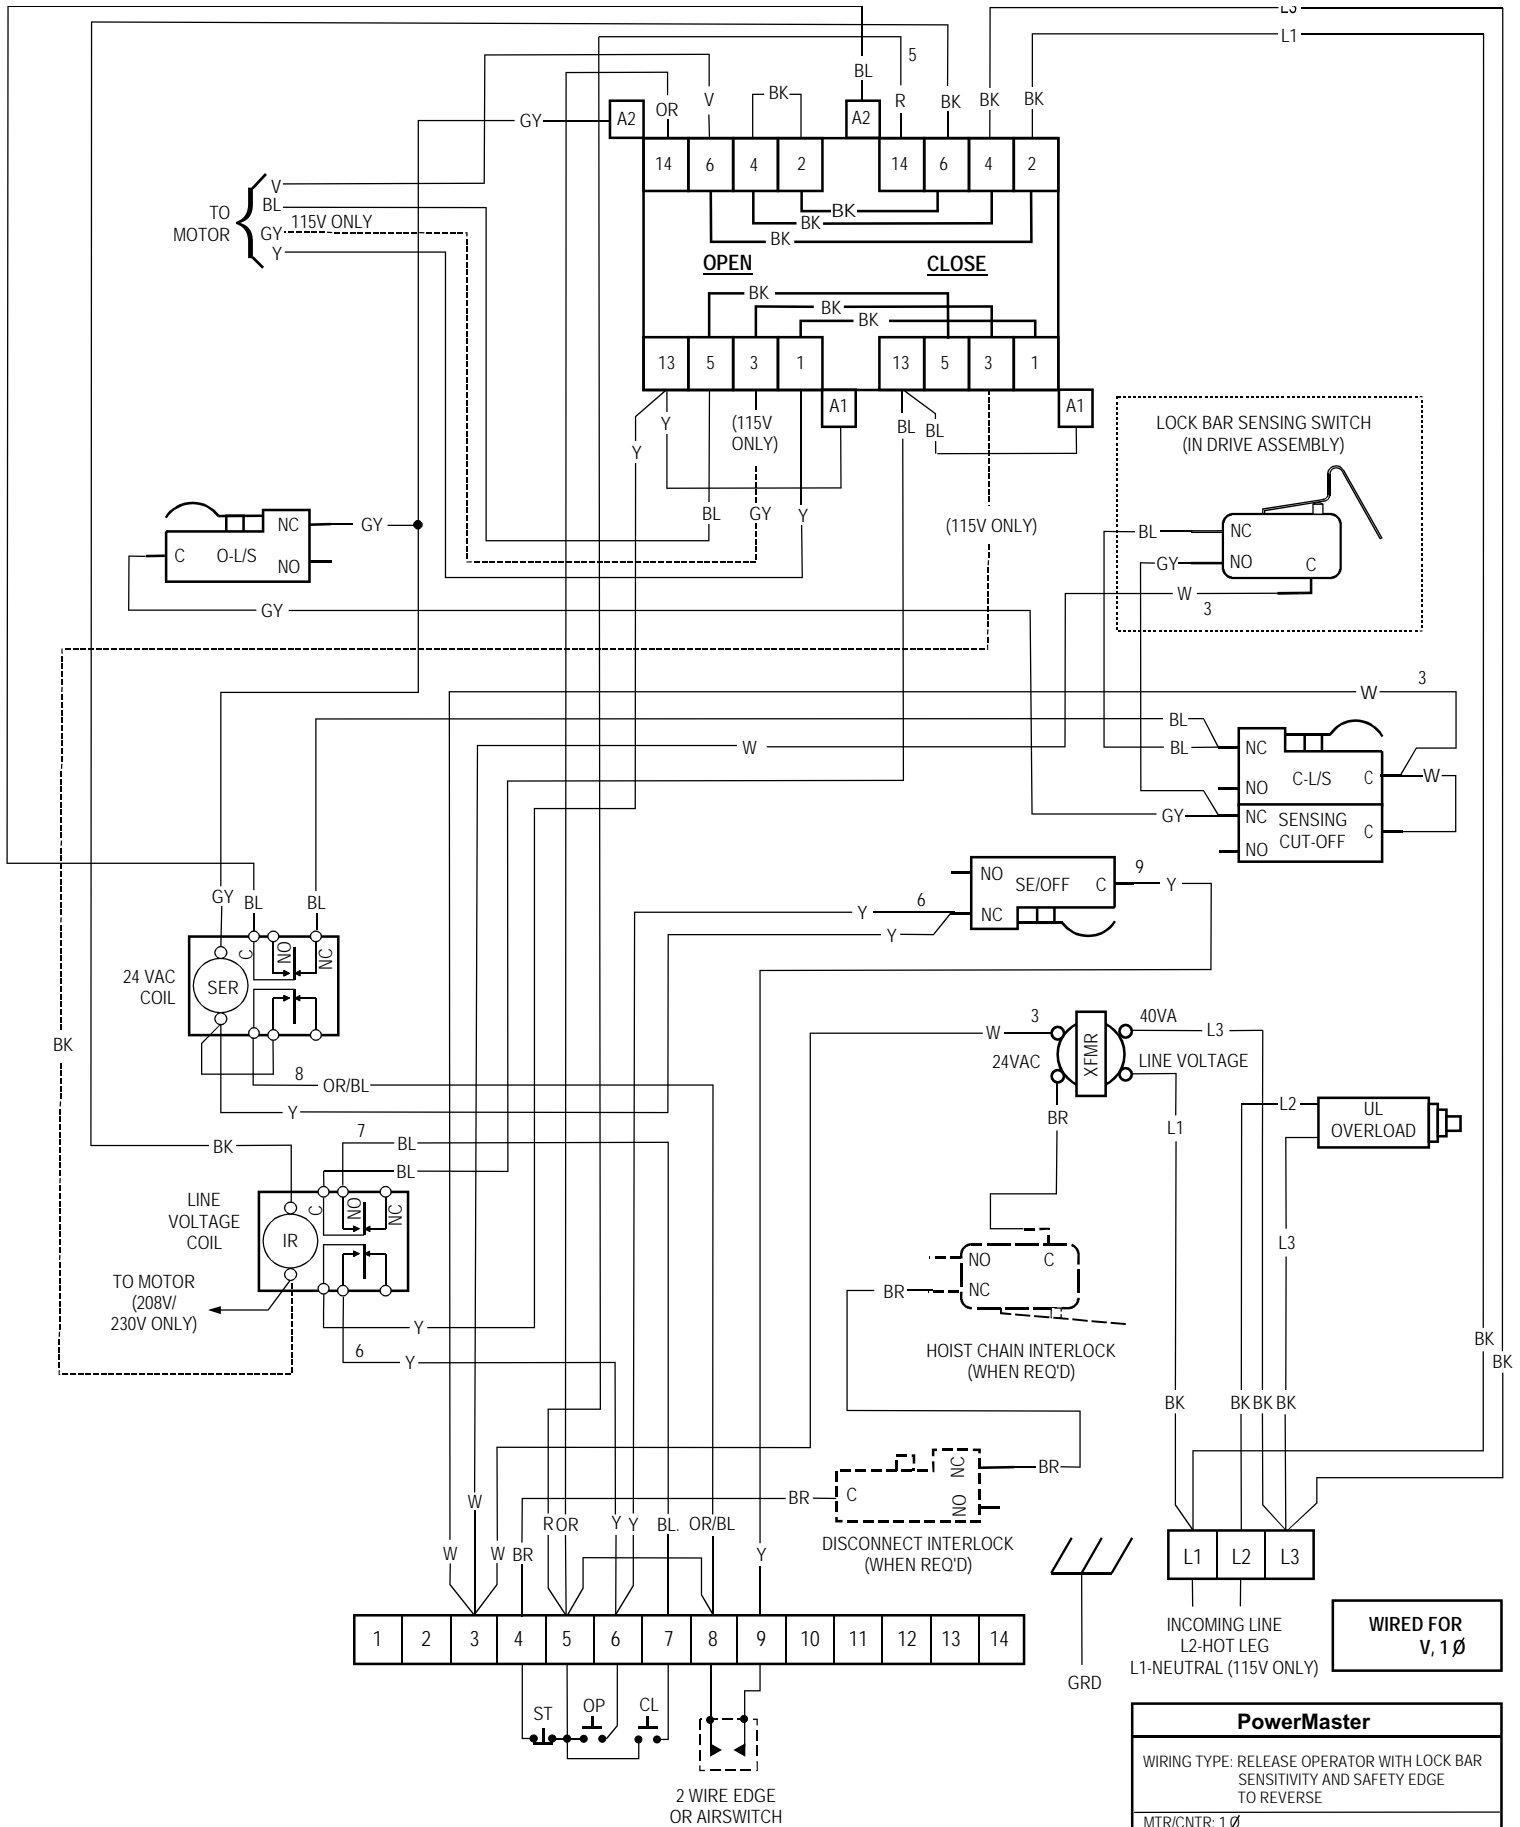 L3
L1
5
BL
OR
V
BK
R
BK
BK
BK
GY
A2
A2
14
6
4
2
14
6
4
2
V
BL
115V ONLY
GY
Y
TO
MOTOR
BK
BK
BK
OPEN
CLOSE
BK
BK
BK
13
5
3
1
13
5
3
1
A1
A1
Y
Y
(115V
ONLY)
BL
BL
BL
GY
Y
(115V ONLY)
LOCK BAR SENSING SWITCH
(IN DRIVE ASSEMBLY)
BL
NC
GY
NO
C
W
3
NC
GY
C
O-L/S
NO
GY
W
3
BL
BL
W
NC
C-L/S
C
W
NO
GY
NC
SENSING
CUT-OFF
C
NO
NO
SE/OFF
C
9
Y
NC
6
Y
Y
GY
BL
BL
C
NO
NC
24 VAC
COIL
SER
BK
8
OR/BL
Y
3
W
24VAC
XFMR
40VA
L3
LINE VOLTAGE
BR
L1
L2
UL
OVERLOAD
L3
BK
7
BL
BL
LINE
VOLTAGE
COIL
C
NO
NC
IR
TO MOTOR
(208V/
230V ONLY)
Y
6
Y
NO
C
NC
BR
HOIST CHAIN INTERLOCK
(WHEN REQ'D)
BK
BK
BK
BK
BK
BK
BR
C
NC
NO
BR
DISCONNECT INTERLOCK
(WHEN REQ'D)
W
W
W
BR
R
OR
Y
Y
BL.
OR/BL
Y
L1
L2
L3
1
2
3
4
5
6
7
8
9
10
11
12
13
14
INCOMING LINE
L2-HOT LEG
L1-NEUTRAL (115V ONLY)
WIRED FOR
V, 1Ø
GRD
ST
OP
CL
2 WIRE EDGE
OR AIRSWITCH
PowerMaster
WIRING TYPE: RELEASE OPERATOR WITH LOCK BAR
SENSITIVITY AND SAFETY EDGE
TO REVERSE
MTR/CNTR: 1Ø